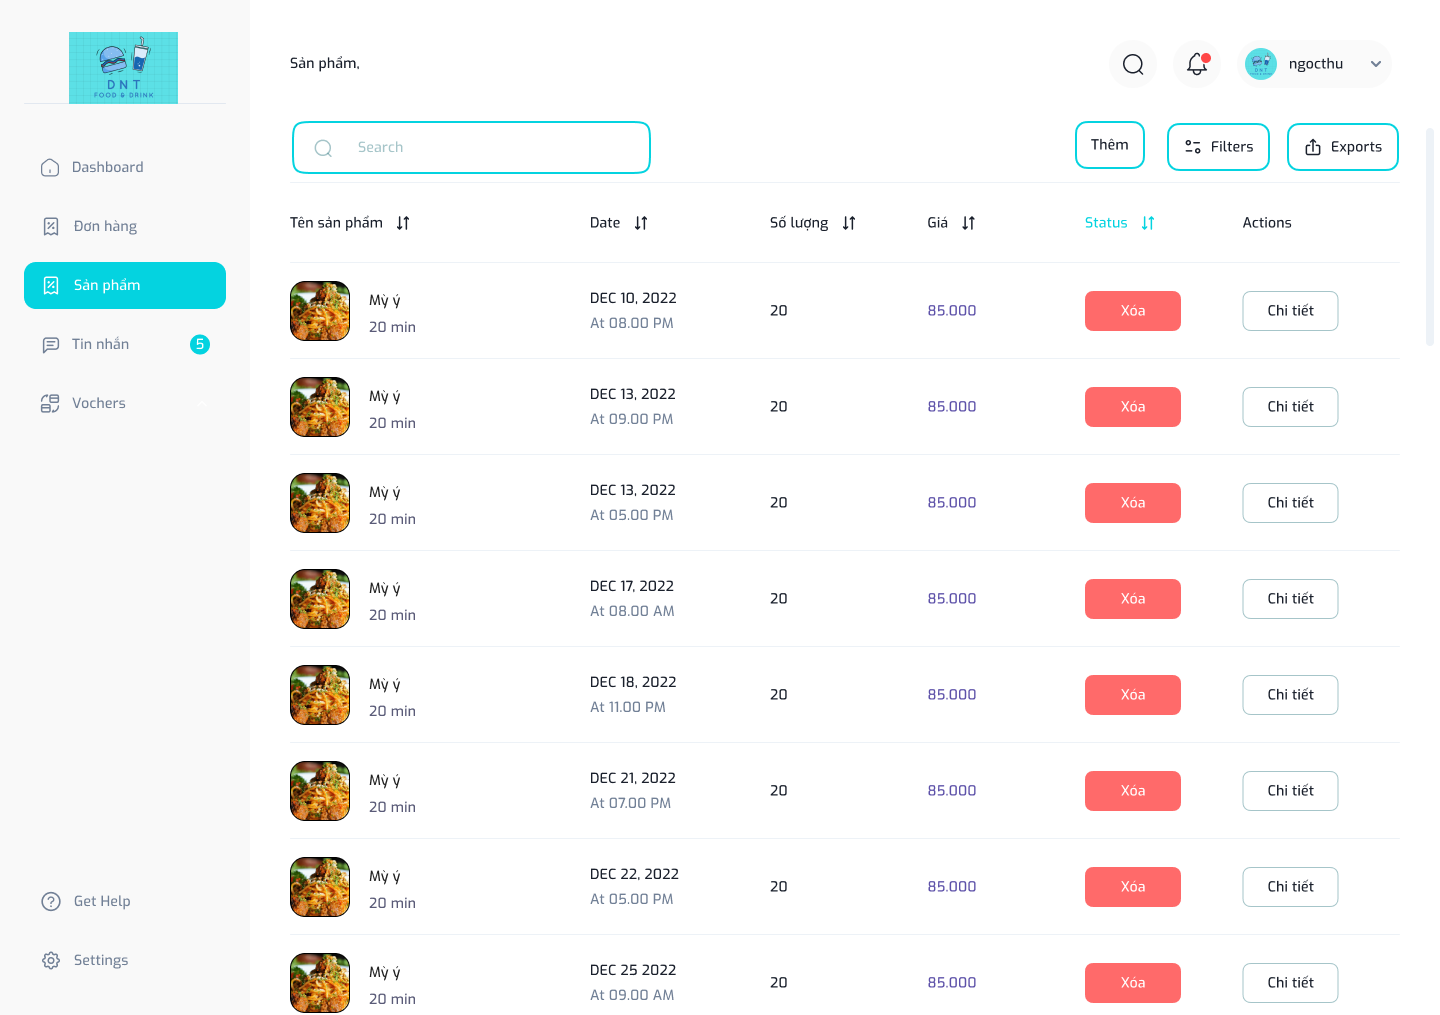 DNT
FOOD & DRINK
Dashboard
Đơn hàng
Sản phẩm
Tin nhắn 5
Vochers
Get Help
Settings
Sản phẩm,
ngocthu
Search
Thêm
Filters
Exports
Tên sản phẩm Date Số lượng Giá Status Actions
Mỳ ý
20 min
DEC 10, 2022
At 08.00 PM
20
85.000
Xóa
Chi tiết
Mỳ ý
20 min
DEC 13, 2022
At 09.00 PM
20
85.000
Xóa
Chi tiết
Mỳ ý
20 min
DEC 13, 2022
At 05.00 PM
20
85.000
Xóa
Chi tiết
Mỳ ý
20 min
DEC 17, 2022
At 08.00 AM
20
85.000
Xóa
Chi tiết
Mỳ ý
20 min
DEC 18, 2022
At 11.00 PM
20
85.000
Xóa
Chi tiết
Mỳ ý
20 min
DEC 21, 2022
At 07.00 PM
20
85.000
Xóa
Chi tiết
Mỳ ý
20 min
DEC 22, 2022
At 05.00 PM
20
85.000
Xóa
Chi tiết
Mỳ ý
20 min
DEC 25 2022
At 09.00 AM
20
85.000
Xóa
Chi tiết